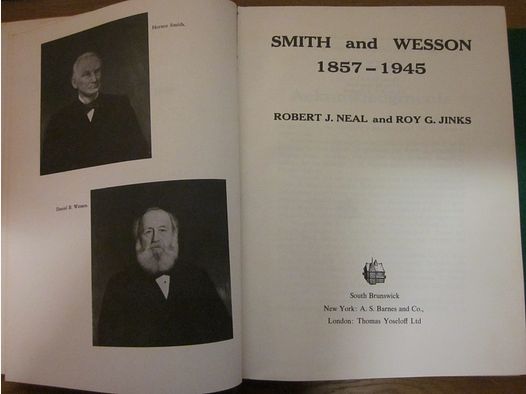 Horace Smith.
Daniel B. Wesson.
SMITH and WESSON
1857–1945
ROBERT J. NEAL and ROY G. JINKS
South Brunswick
New York: A. S. Barnes and Co.,
London: Thomas Yoseloff Ltd